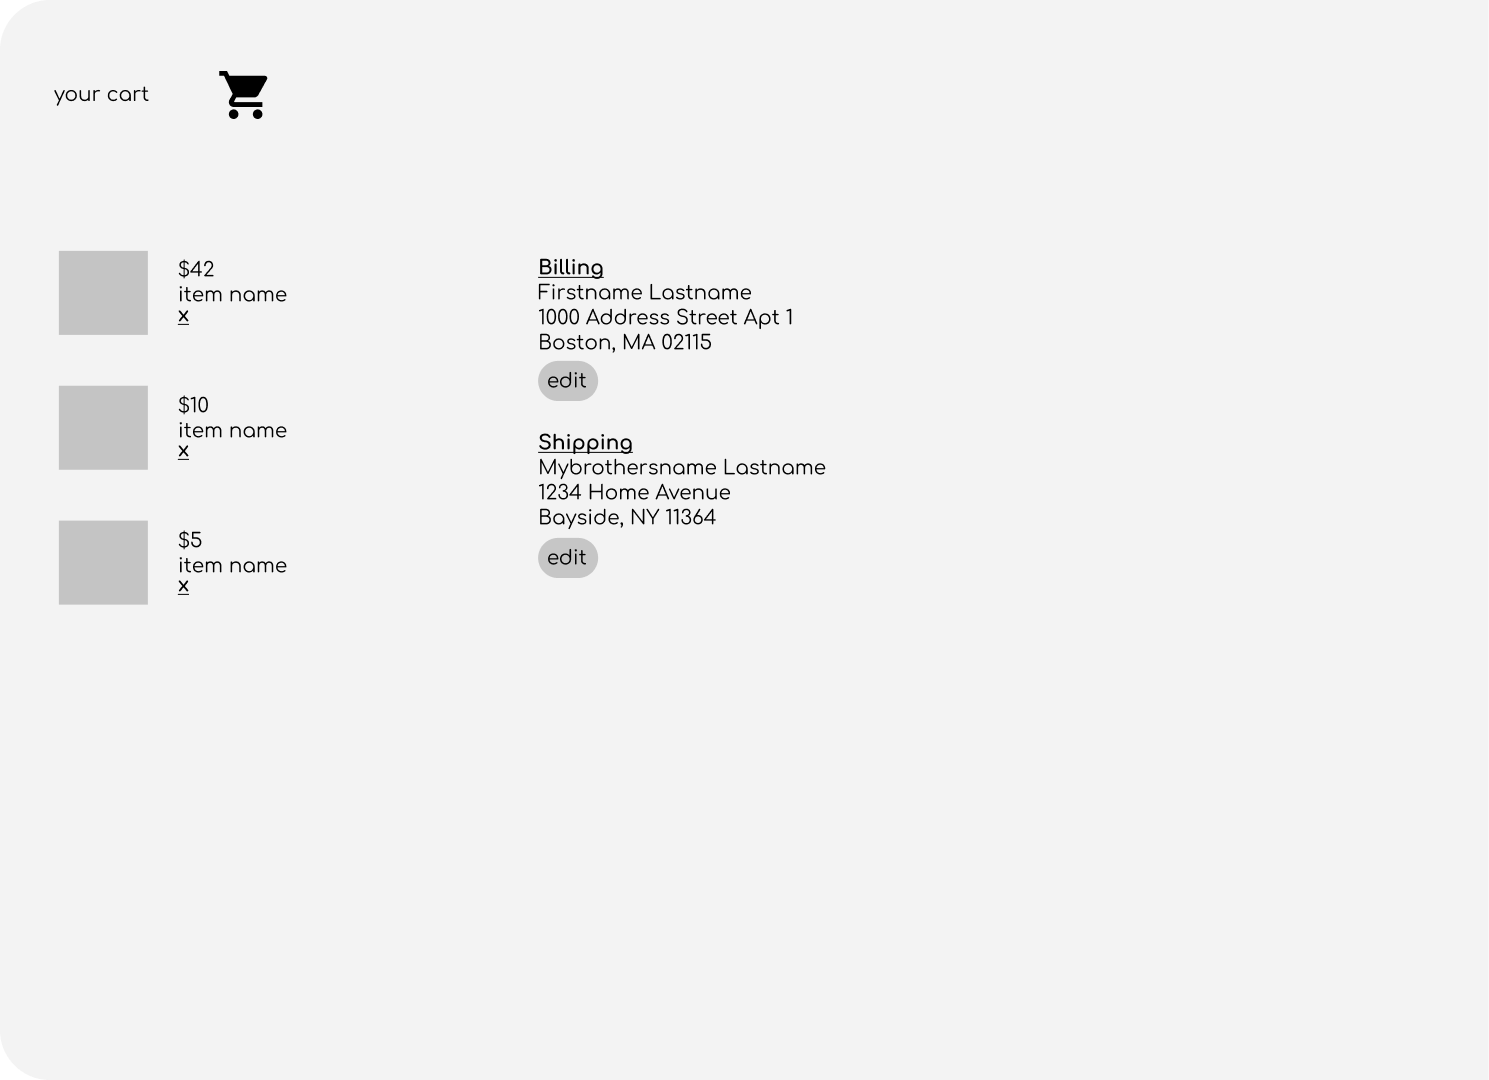 your cart
$42
item name
x
$10
item name
x
$5
item name
x
Billing
Firstname Lastname
1000 Address Street Apt 1
Boston, MA 02115
edit
Shipping
Mybrothersname Lastname
1234 Home Avenue
Bayside, NY 11364
edit